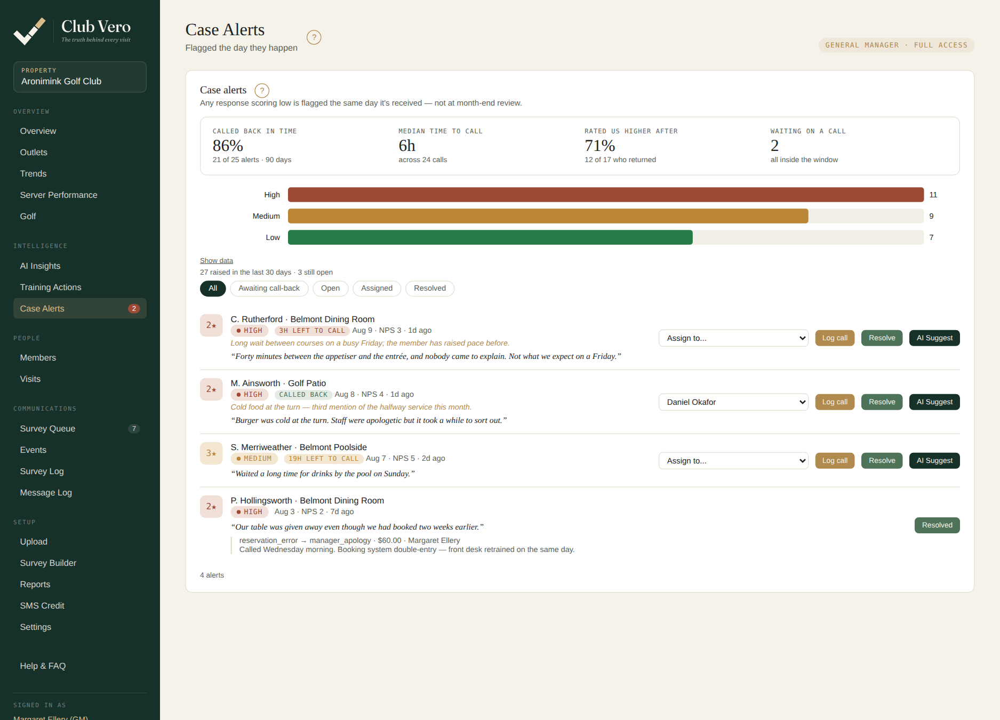 Club Vero
The truth behind every visit
PROPERTY
Aronimink Golf Club
OVERVIEW
Overview
Outlets
Trends
Server Performance
Golf
INTELLIGENCE
AI Insights
Training Actions
Case Alerts 2
PEOPLE
Members
Visits
COMMUNICATIONS
Survey Queue 7
Events
Survey Log
Message Log
SETUP
Upload
Survey Builder
Reports
SMS Credit
Settings
Help & FAQ
SIGNED IN AS
Margaret Ellery (GM)
Case Alerts ?
Flagged the day they happen
GENERAL MANAGER · FULL ACCESS
Case alerts ?
Any response scoring low is flagged the same day it's received — not at month-end review.
CALLED BACK IN TIME
86%
21 of 25 alerts · 90 days
MEDIAN TIME TO CALL
6h
across 24 calls
RATED US HIGHER AFTER
71%
12 of 17 who returned
WAITING ON A CALL
2
all inside the window
High 11
Medium 9
Low 7
Show data
27 raised in the last 30 days · 3 still open
All Awaiting call-back Open Assigned Resolved
2★ C. Rutherford · Belmont Dining Room
HIGH 3H LEFT TO CALL Aug 9 · NPS 3 · 1d ago
Long wait between courses on a busy Friday; the member has raised pace before.
“Forty minutes between the appetiser and the entrée, and nobody came to explain. Not what we expect on a Friday.”
Assign to... Log call Resolve AI Suggest
2★ M. Ainsworth · Golf Patio
HIGH CALLED BACK Aug 8 · NPS 4 · 1d ago
Cold food at the turn — third mention of the halfway service this month.
“Burger was cold at the turn. Staff were apologetic but it took a while to sort out.”
Daniel Okafor Log call Resolve AI Suggest
3★ S. Merriweather · Belmont Poolside
MEDIUM 19H LEFT TO CALL Aug 7 · NPS 5 · 2d ago
“Waited a long time for drinks by the pool on Sunday.”
Assign to... Log call Resolve AI Suggest
2★ P. Hollingsworth · Belmont Dining Room
HIGH Aug 3 · NPS 2 · 7d ago
“Our table was given away even though we had booked two weeks earlier.”
reservation_error → manager_apology · $60.00 · Margaret Ellery
Called Wednesday morning. Booking system double-entry — front desk retrained on the same day.
Resolved
4 alerts